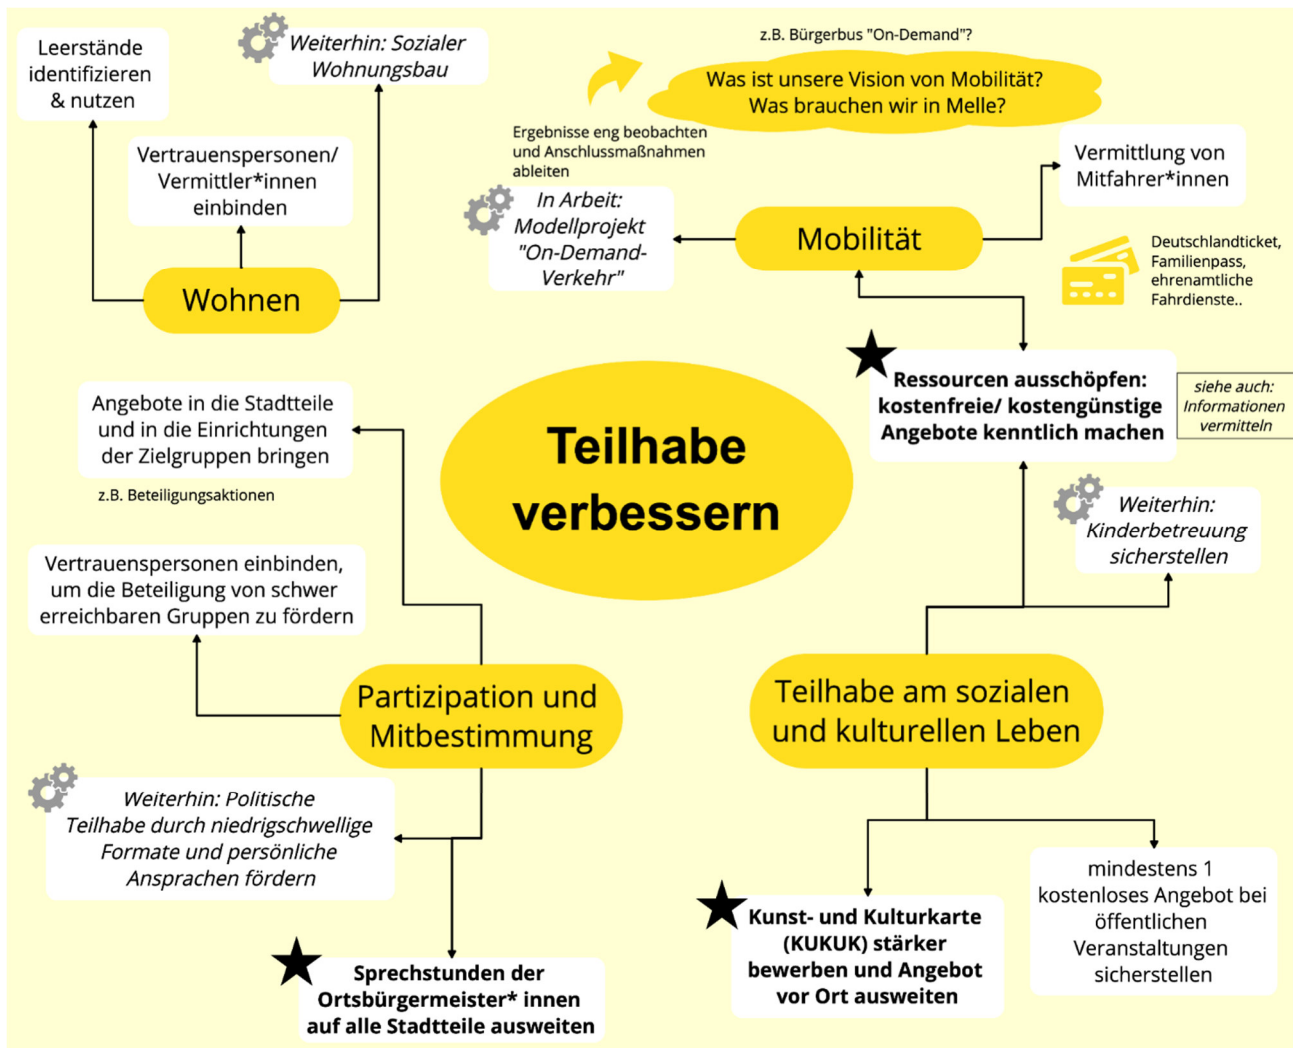 Leerstände
identifizieren
& nutzen
Weiterhin: Sozialer
Wohnungsbau
Vertrauenspersonen/
Vermittler*innen
einbinden
Wohnen
z.B. Bürgerbus "On-Demand"?
Was ist unsere Vision von Mobilität?
Was brauchen wir in Melle?
Ergebnisse eng beobachten
und Anschlussmaßnahmen
ableiten
In Arbeit:
Modellprojekt
"On-Demand-
Verkehr"
Mobilität
Vermittlung von
Mitfahrer*innen
Deutschlandticket,
Familienpass,
ehrenamtliche
Fahrdienste..
Ressourcen ausschöpfen:
kostenfreie/ kostengünstige
Angebote kenntlich machen
siehe auch:
Informationen
vermitteln
Teilhabe
verbessern
Angebote in die Stadtteile
und in die Einrichtungen
der Zielgruppen bringen
z.B. Beteiligungsaktionen
Vertrauenspersonen einbinden,
um die Beteiligung von schwer
erreichbaren Gruppen zu fördern
Partizipation und
Mitbestimmung
Weiterhin: Politische
Teilhabe durch niedrigschwellige
Formate und persönliche
Ansprachen fördern
Sprechstunden der
Ortsbürgermeister* innen
auf alle Stadtteile ausweiten
Weiterhin:
Kinderbetreuung
sicherstellen
Teilhabe am sozialen
und kulturellen Leben
Kunst- und Kulturkarte
(KUKUK) stärker
bewerben und Angebot
vor Ort ausweiten
mindestens 1
kostenloses Angebot bei
öffentlichen
Veranstaltungen
sicherstellen